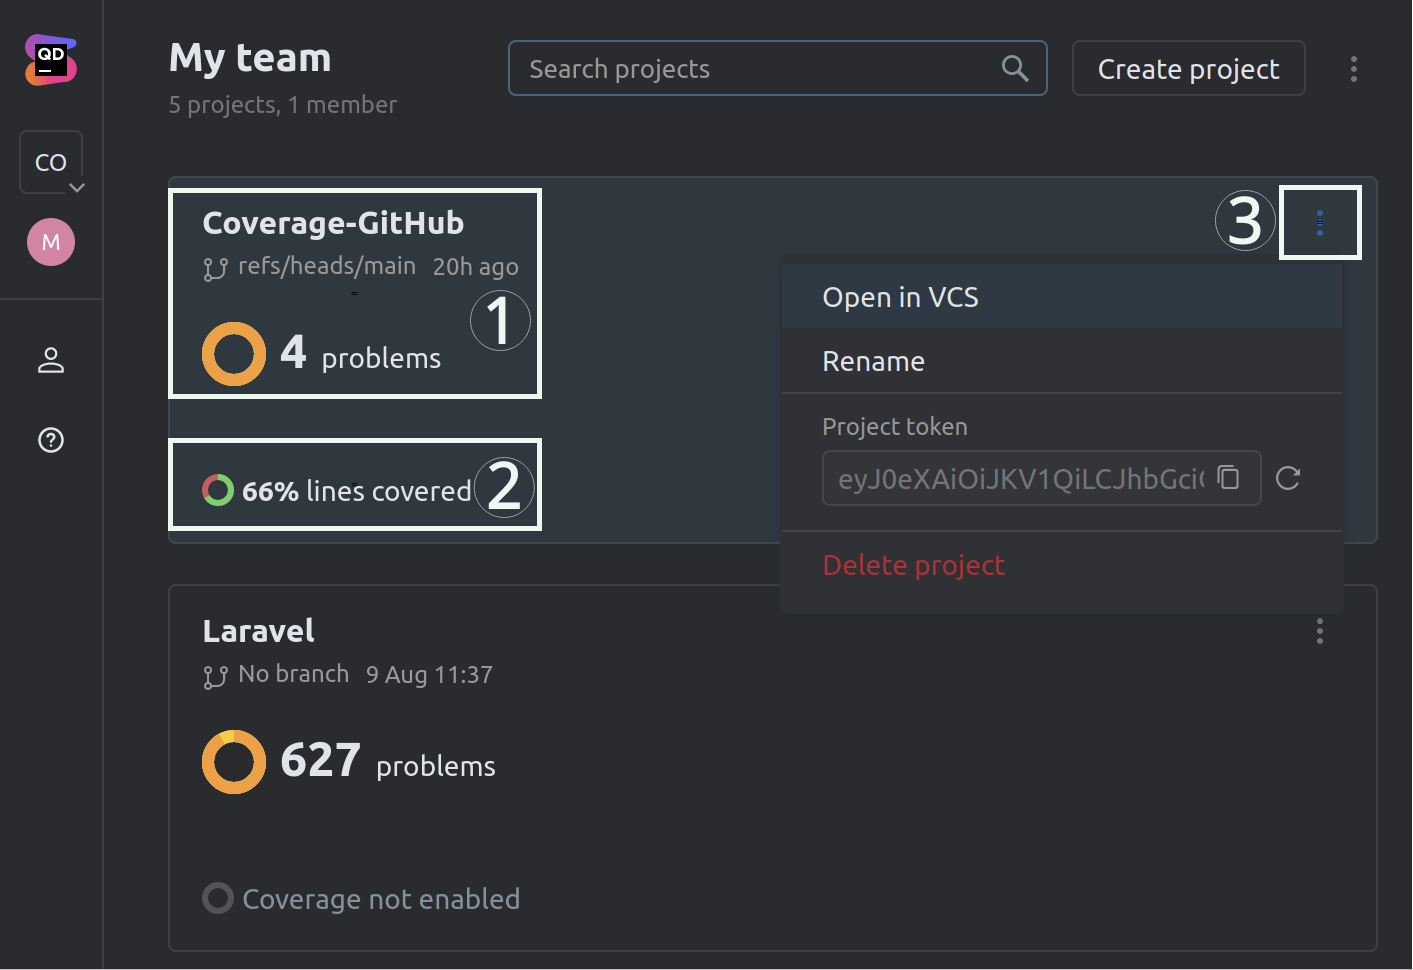 QD
My team
Search projects
Create project
5 projects, 1 member
CO
M
Coverage-GitHub
3
refs/heads/main 20h ago
1
4 problems
Open in VCS
Rename
Project token
eyJ0eXAiOiJKV1QiLCJhbGci
66% lines covered
2
Delete project
Laravel
No branch 9 Aug 11:37
627 problems
Coverage not enabled